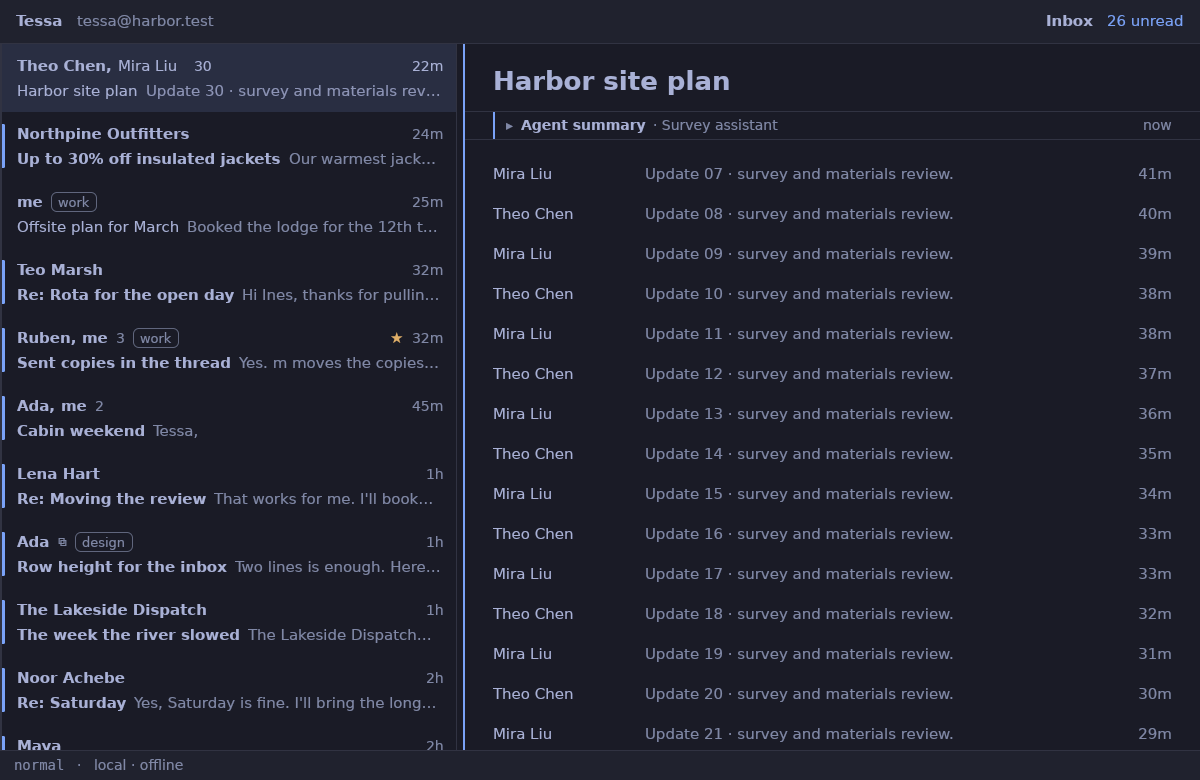 Tessa tessa@harbor.test
Inbox 26 unread
Theo Chen, Mira Liu 30 22m
Harbor site plan Update 30 · survey and materials rev…
Northpine Outfitters 24m
Up to 30% off insulated jackets Our warmest jack…
me work 25m
Offsite plan for March Booked the lodge for the 12th t…
Teo Marsh 32m
Re: Rota for the open day Hi Ines, thanks for pullin…
Ruben, me 3 work ★ 32m
Sent copies in the thread Yes. m moves the copies…
Ada, me 2 45m
Cabin weekend Tessa,
Lena Hart 1h
Re: Moving the review That works for me. I'll book…
Ada design 1h
Row height for the inbox Two lines is enough. Here…
The Lakeside Dispatch 1h
The week the river slowed The Lakeside Dispatch…
Noor Achebe 2h
Re: Saturday Yes, Saturday is fine. I'll bring the long…
Maya 2h
Harbor site plan
▸ Agent summary · Survey assistant now
Mira Liu Update 07 · survey and materials review. 41m
Theo Chen Update 08 · survey and materials review. 40m
Mira Liu Update 09 · survey and materials review. 39m
Theo Chen Update 10 · survey and materials review. 38m
Mira Liu Update 11 · survey and materials review. 38m
Theo Chen Update 12 · survey and materials review. 37m
Mira Liu Update 13 · survey and materials review. 36m
Theo Chen Update 14 · survey and materials review. 35m
Mira Liu Update 15 · survey and materials review. 34m
Theo Chen Update 16 · survey and materials review. 33m
Mira Liu Update 17 · survey and materials review. 33m
Theo Chen Update 18 · survey and materials review. 32m
Mira Liu Update 19 · survey and materials review. 31m
Theo Chen Update 20 · survey and materials review. 30m
Mira Liu Update 21 · survey and materials review. 29m
normal · local · offline